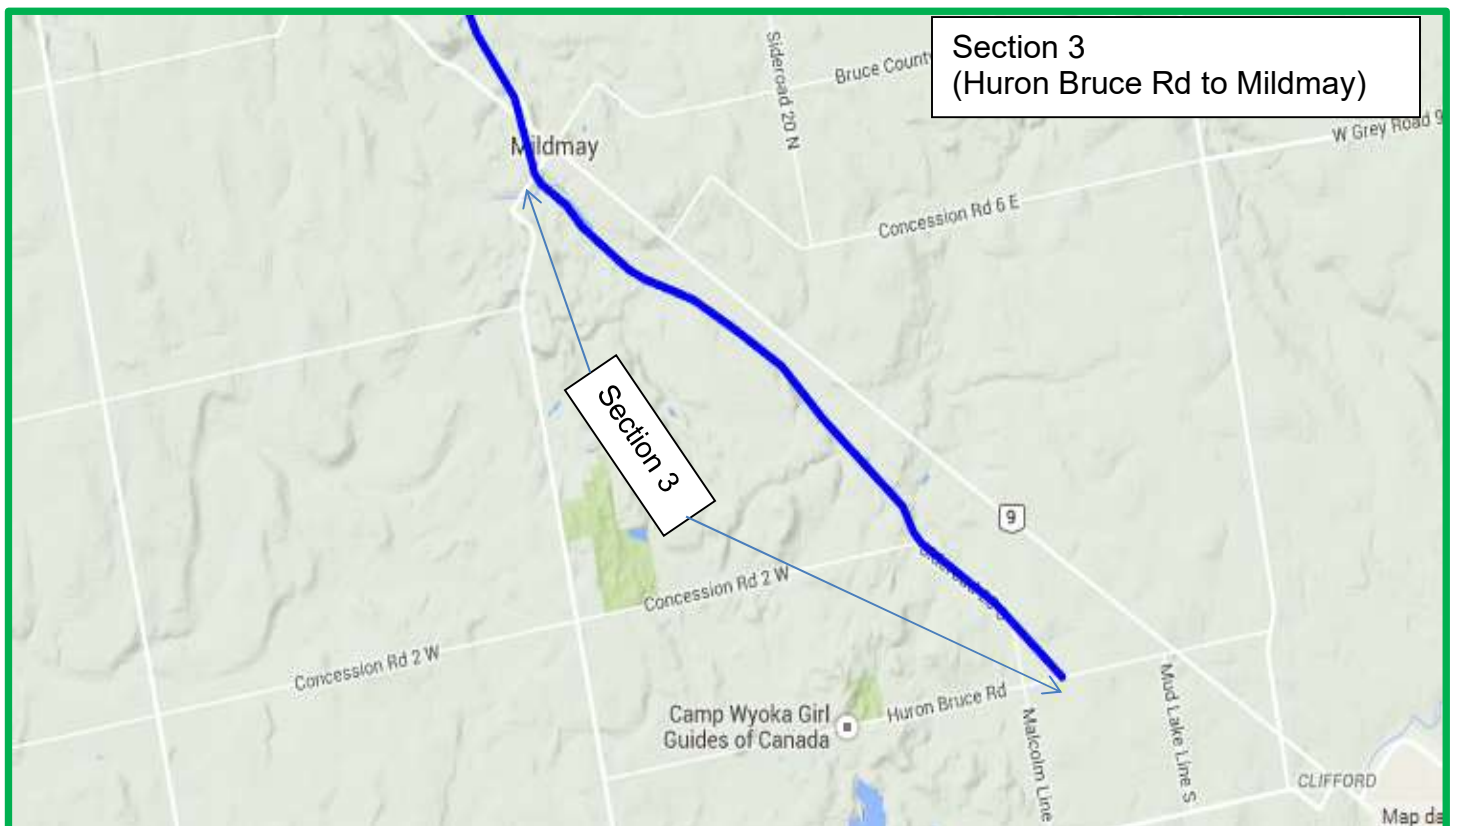 Section 3
(Huron Bruce Rd to Mildmay)
Sideroad 20 N
Bruce County
W Grey Road 9
Mildmay
Concession Rd 6 E
Section 3
9
Concession Rd 2 W
Concession Rd 2 W
Huron Bruce Rd
Camp Wyoka Girl
Guides of Canada
Malcolm Line
Mud Lake Line S
CLIFFORD
Map da